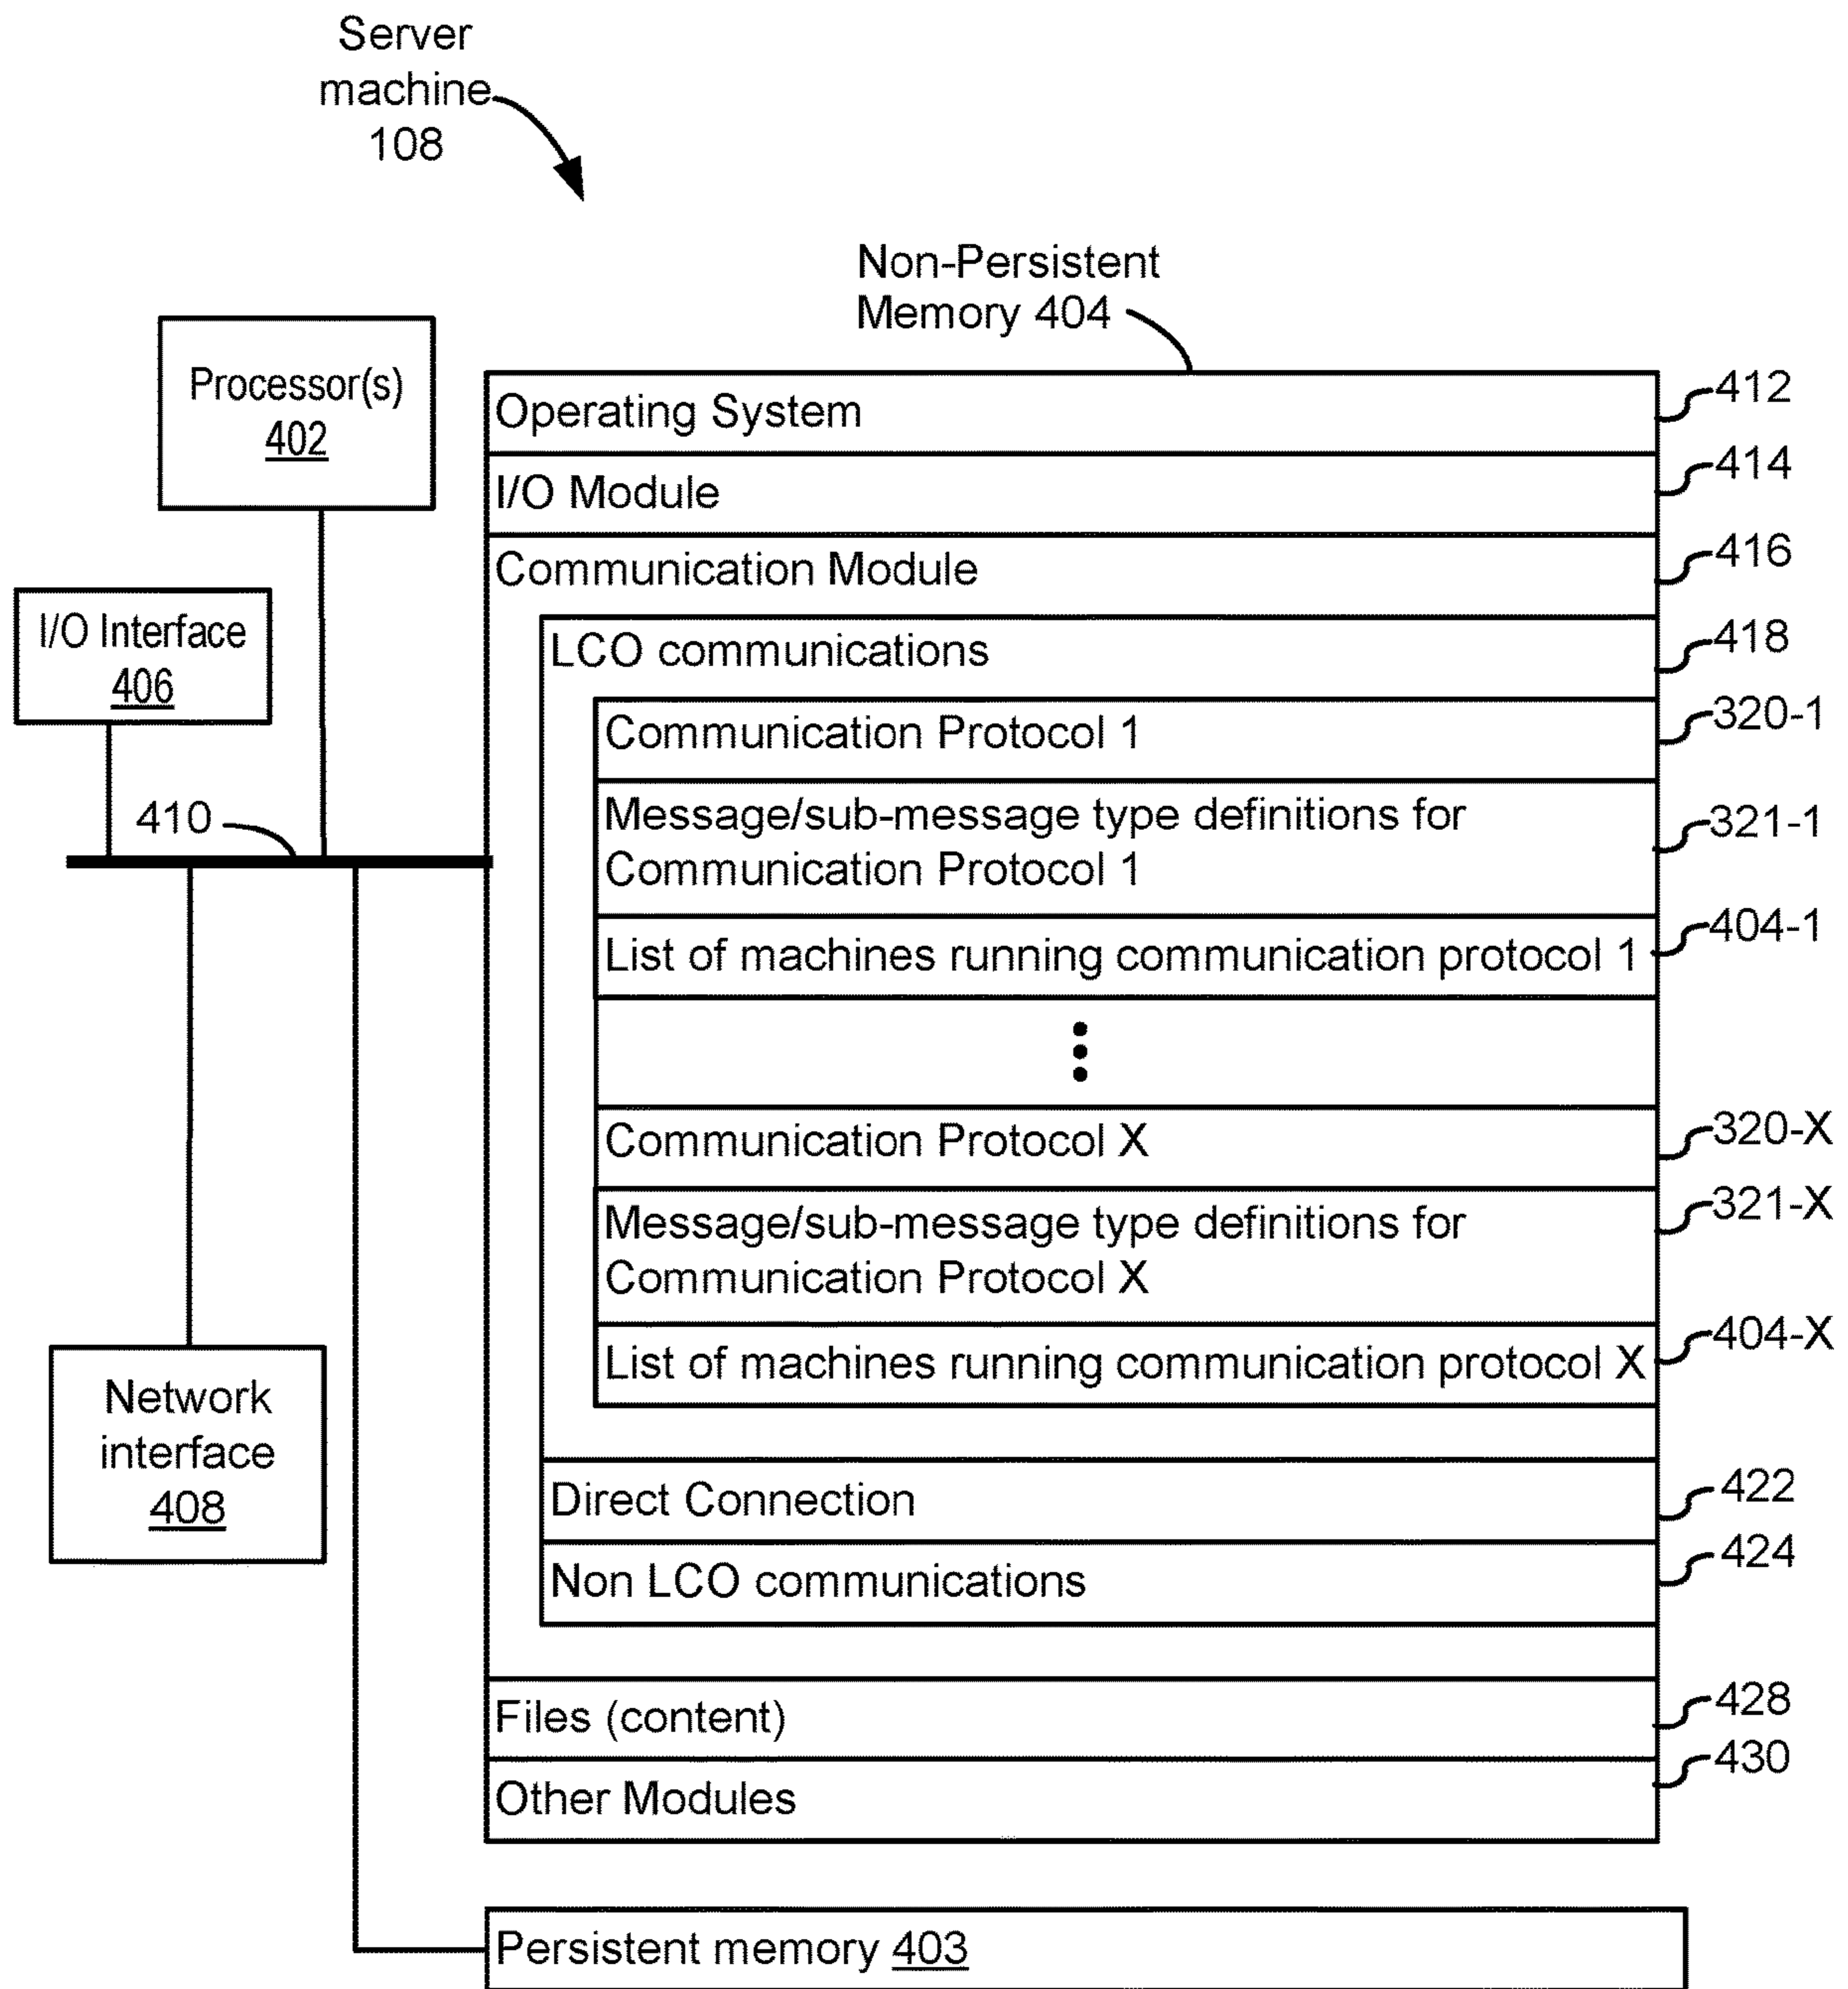 Server
machine
108
Non-Persistent
Memory 404
Processor(s)
402
Operating System
412
I/O Module
414
Communication Module
416
I/O Interface
406
LCO communications
418
Communication Protocol 1
320-1
410
Message/sub-message type definitions for
Communication Protocol 1
321-1
List of machines running communication protocol 1
404-1
Communication Protocol X
320-X
Message/sub-message type definitions for
Communication Protocol X
321-X
List of machines running communication protocol X
404-X
Network
interface
408
Direct Connection
422
Non LCO communications
424
Files (content)
428
Other Modules
430
Persistent memory 403